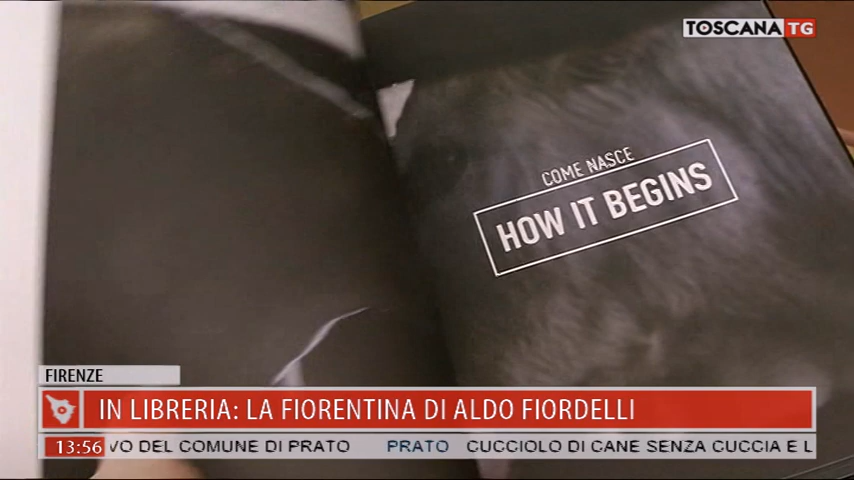 TOSCANA TG
COME NASCE
HOW IT BEGINS
FIRENZE
IN LIBRERIA: LA FIORENTINA DI ALDO FIORDELLI
13:56 VO DEL COMUNE DI PRATO PRATO CUCCIOLO DI CANE SENZA CUCCIA E L